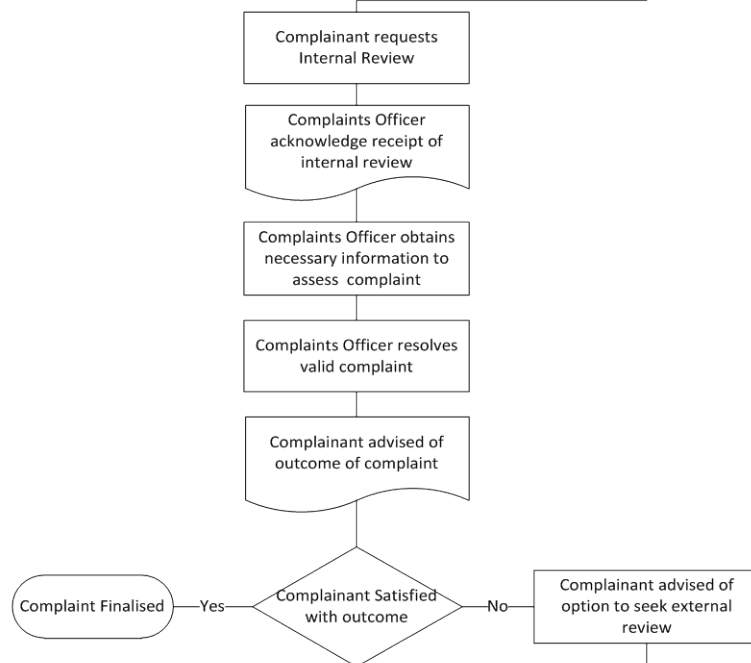 Complainant requests
Internal Review
Complaints Officer
acknowledge receipt of
internal review
Complaints Officer obtains
necessary information to
assess complaint
Complaints Officer resolves
valid complaint
Complainant advised of
outcome of complaint
Complaint Finalised
Yes
Complainant Satisfied
with outcome
No
Complainant advised of
option to seek external
review